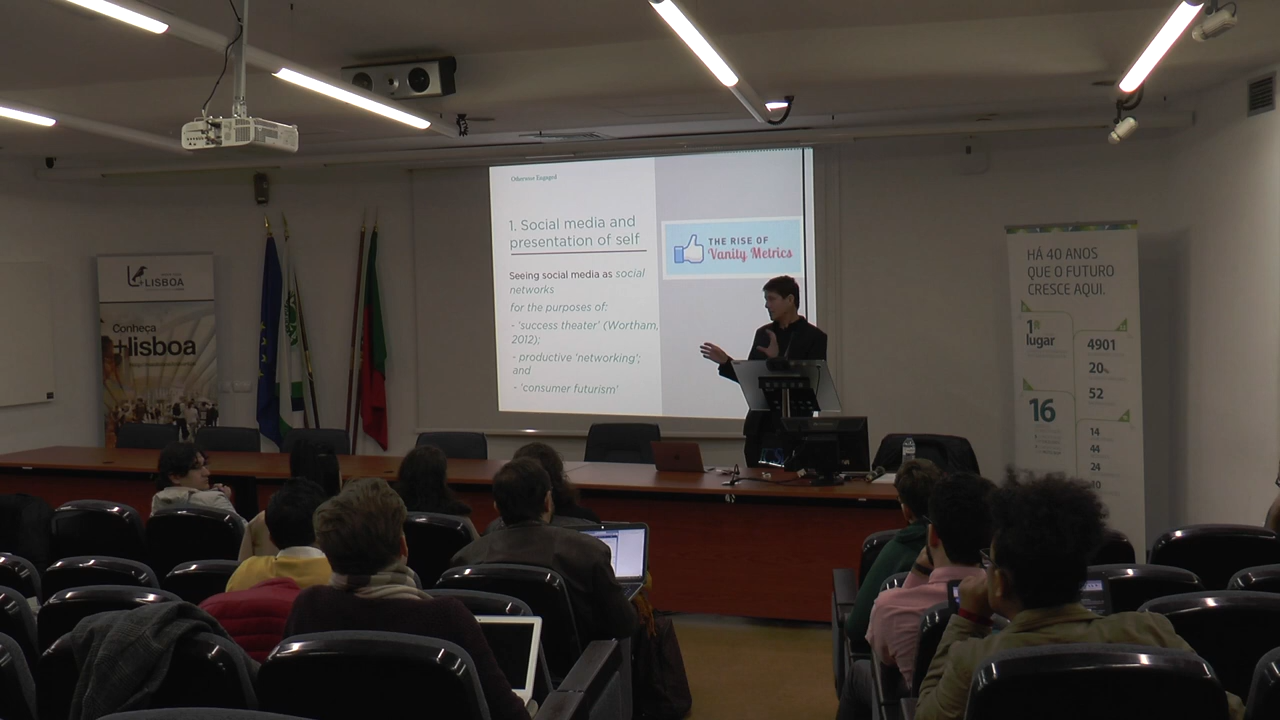 +LISBOA
Conheça
+lisboa
Otherwise Engaged
1. Social media and
presentation of self
Seeing social media as social
networks
for the purposes of:
- 'success theater' (Wortham,
2012);
- productive 'networking';
and
- 'consumer futurism'
THE RISE OF
Vanity Metrics
HÁ 40 ANOS
QUE O FUTURO
CRESCE AQUI.
1º
lugar
16
4901
20%
52
14
44
24